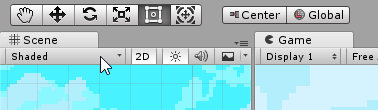 Center Global
Scene Game
Shaded 2D Display 1 Free